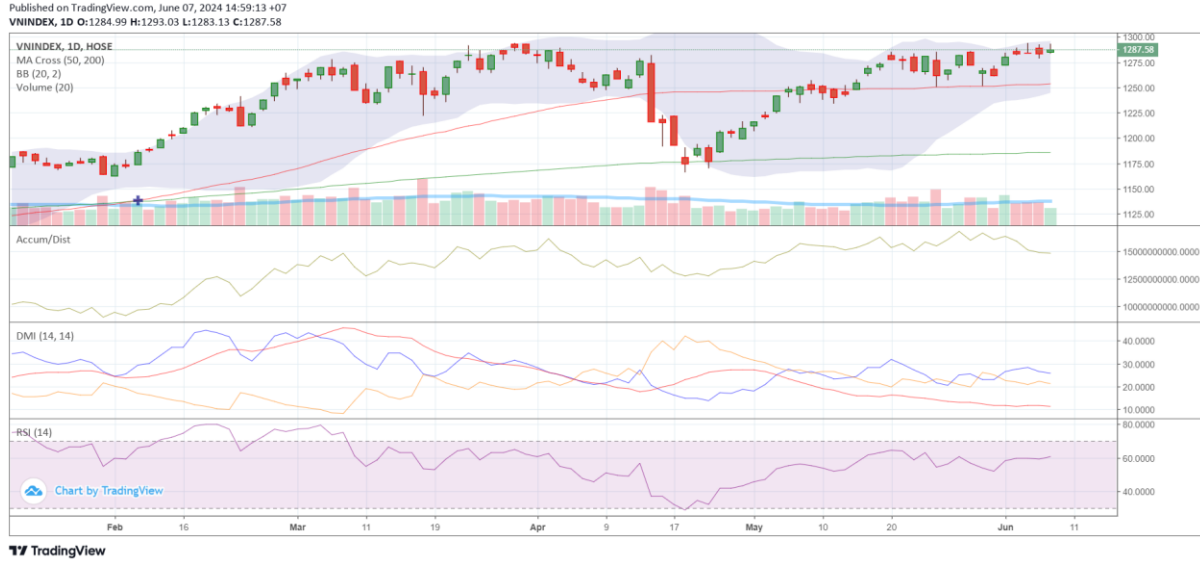 Published on TradingView.com, June 07, 2024 14:59:13 +07
VNINDEX, 1D O:1284.99 H:1293.03 L:1283.13 C:1287.58
VNINDEX, 1D, HOSE
MA Cross (50, 200)
BB (20, 2)
Volume (20)
1300.00
1287.58
1275.00
1250.00
1225.00
1200.00
1175.00
1150.00
1125.00
Accum/Dist
15000000000.0000
12500000000.0000
10000000000.0000
DMI (14, 14)
40.0000
30.0000
20.0000
10.0000
RSI (14)
80.0000
60.0000
40.0000
Chart by TradingView
Feb 16 Mar 11 19 Apr 9 17 May 10 20 Jun 11
TradingView